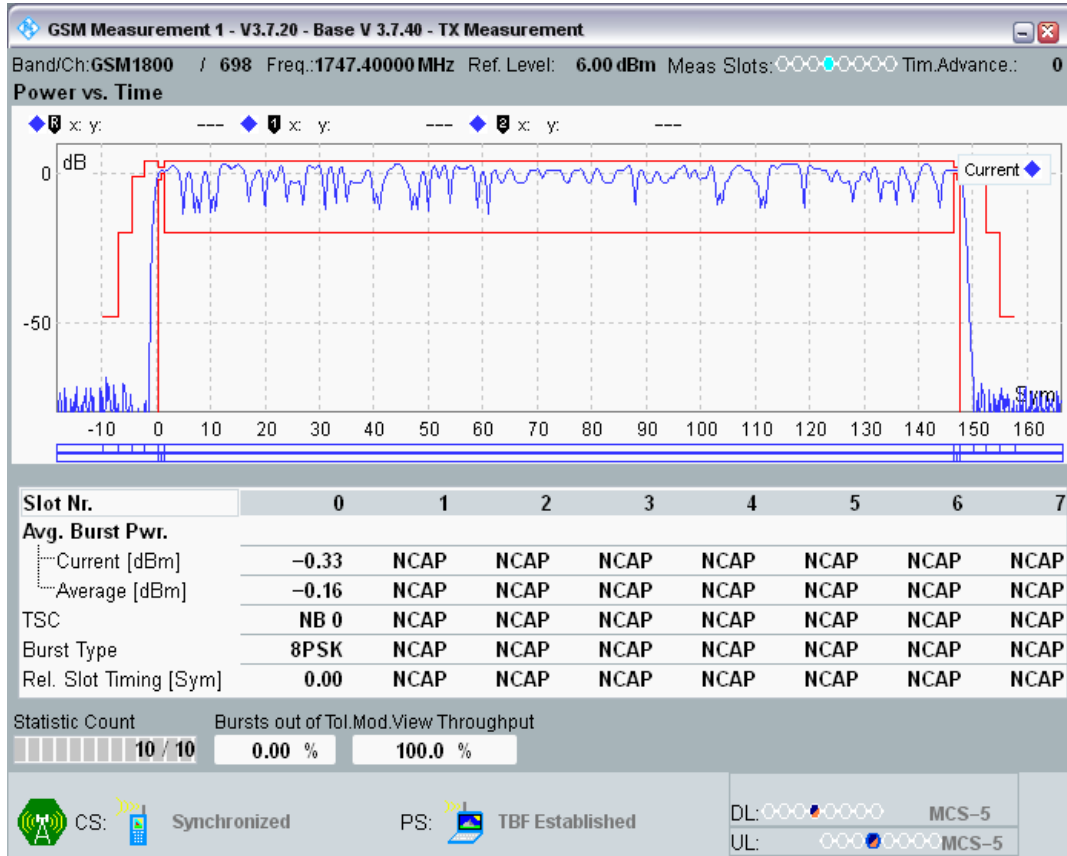 GSM Measurement 1 - V3.7.20 - Base V 3.7.40 - TX Measurement
Band/Ch:GSM1800 / 698 Freq.:1747.40000 MHz Ref. Level: 6.00 dBm Meas Slots: Tim.Advance.: 0
Power vs. Time
R x: y: --- 1 x: y: --- 2 x: y: ---
dB
Current
0
-50
Sym
-10 0 10 20 30 40 50 60 70 80 90 100 110 120 130 140 150 160
Slot Nr. 0 1 2 3 4 5 6 7
Avg. Burst Pwr.
Current [dBm] −0.33 NCAP NCAP NCAP NCAP NCAP NCAP NCAP
Average [dBm] −0.16 NCAP NCAP NCAP NCAP NCAP NCAP NCAP
TSC NB 0 NCAP NCAP NCAP NCAP NCAP NCAP NCAP
Burst Type 8PSK NCAP NCAP NCAP NCAP NCAP NCAP NCAP
Rel. Slot Timing [Sym] 0.00 NCAP NCAP NCAP NCAP NCAP NCAP NCAP
Statistic Count Bursts out of Tol.Mod.View Throughput
10 / 10 0.00 % 100.0 %
CS: Synchronized PS: TBF Established DL: MCS−5
UL: MCS−5